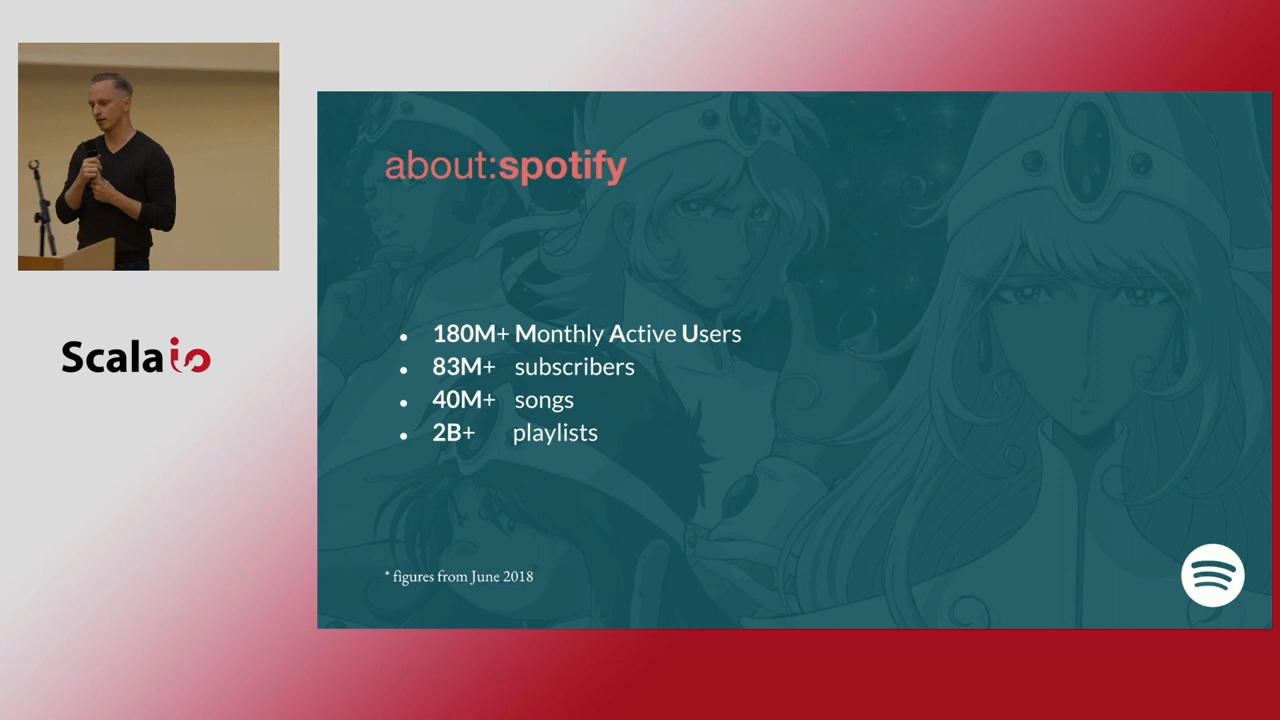 Scalaio
about:spotify
● 180M+ Monthly Active Users
● 83M+ subscribers
● 40M+ songs
● 2B+ playlists
* figures from June 2018